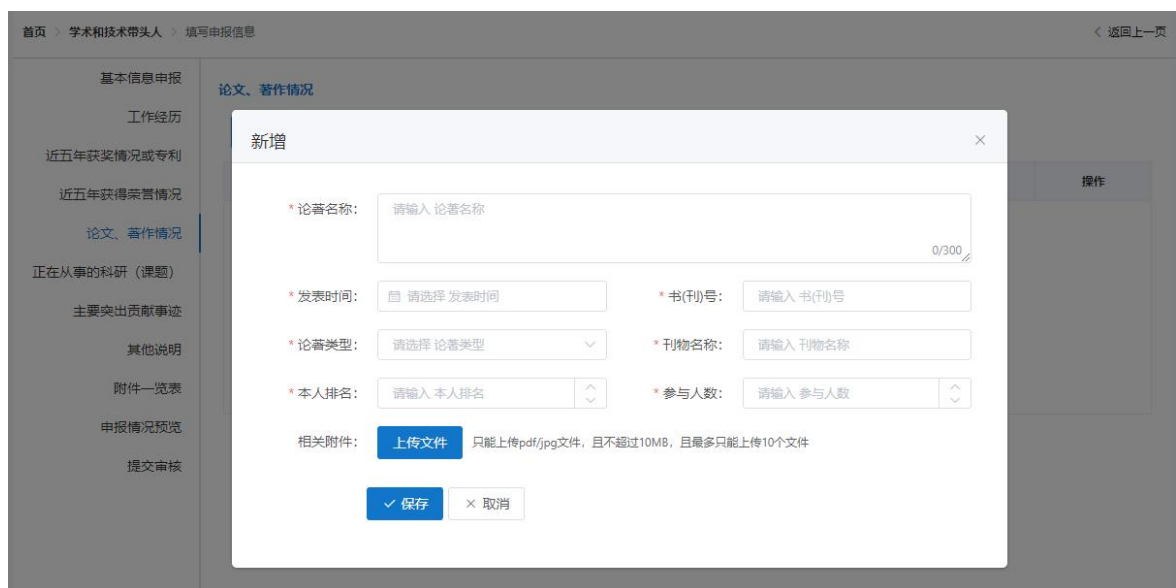 首页 > 学术和技术带头人 > 填写申报信息
< 返回上一页
基本信息申报
工作经历
近五年获奖情况或专利
近五年获得荣誉情况
论文、著作情况
正在从事的科研（课题）
主要突出贡献事迹
其他说明
附件一览表
申报情况预览
提交审核
论文、著作情况
操作
新增
* 论著名称: 请输入 论著名称
0/300
* 发表时间: 请选择 发表时间 * 书(刊)号: 请输入 书(刊)号
* 论著类型: 请选择 论著类型 * 刊物名称: 请输入 刊物名称
* 本人排名: 请输入 本人排名 * 参与人数: 请输入 参与人数
相关附件: 上传文件 只能上传pdf/jpg文件，且不超过10MB，且最多只能上传10个文件
保存 取消